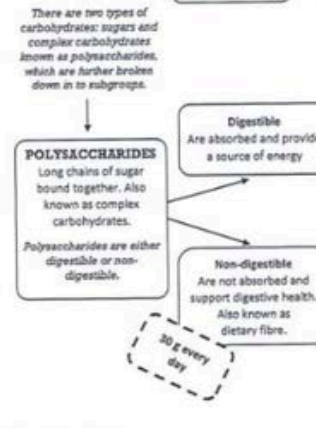 There are two types of
carbohydrates: sugars and
complex carbohydrates
known as polysaccharides,
which are further broken
down in to subgroups.
POLYSACCHARIDES
Long chains of sugar
bound together. Also
known as complex
carbohydrates.
Polysaccharides are either
digestible or non-
digestible.
Digestible
Are absorbed and provide
a source of energy
Non-digestible
Are not absorbed and
support digestive health.
Also known as
dietary fibre.
30 g every
day